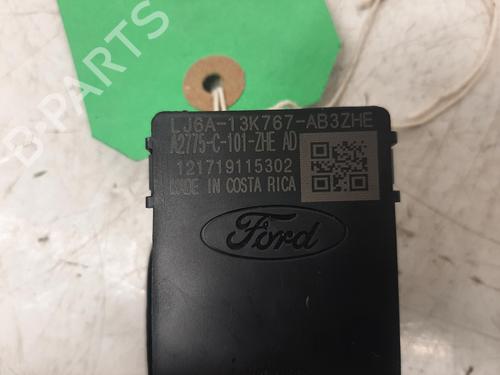 LJ6A-13K767-AB3ZHE
A2775-C-101-ZHE AD
121719115302
MADE IN COSTA RICA
Ford
B-PARTS